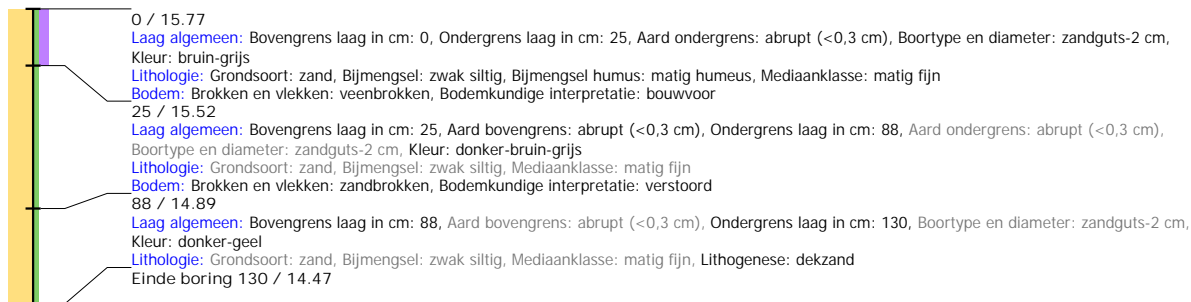 0 / 15.77
Laag algemeen: Bovengrens laag in cm: 0, Ondergrens laag in cm: 25, Aard ondergrens: abrupt (<0,3 cm), Boortype en diameter: zandguts-2 cm,
Kleur: bruin-grijs
Lithologie: Grondsoort: zand, Bijmengsel: zwak siltig, Bijmengsel humus: matig humeus, Mediaanklasse: matig fijn
Bodem: Brokken en vlekken: veenbrokken, Bodemkundige interpretatie: bouwvoor
25 / 15.52
Laag algemeen: Bovengrens laag in cm: 25, Aard bovengrens: abrupt (<0,3 cm), Ondergrens laag in cm: 88, Aard ondergrens: abrupt (<0,3 cm),
Boortype en diameter: zandguts-2 cm, Kleur: donker-bruin-grijs
Lithologie: Grondsoort: zand, Bijmengsel: zwak siltig, Mediaanklasse: matig fijn
Bodem: Brokken en vlekken: zandbrokken, Bodemkundige interpretatie: verstoord
88 / 14.89
Laag algemeen: Bovengrens laag in cm: 88, Aard bovengrens: abrupt (<0,3 cm), Ondergrens laag in cm: 130, Boortype en diameter: zandguts-2 cm,
Kleur: donker-geel
Lithologie: Grondsoort: zand, Bijmengsel: zwak siltig, Mediaanklasse: matig fijn, Lithogenese: dekzand
Einde boring 130 / 14.47